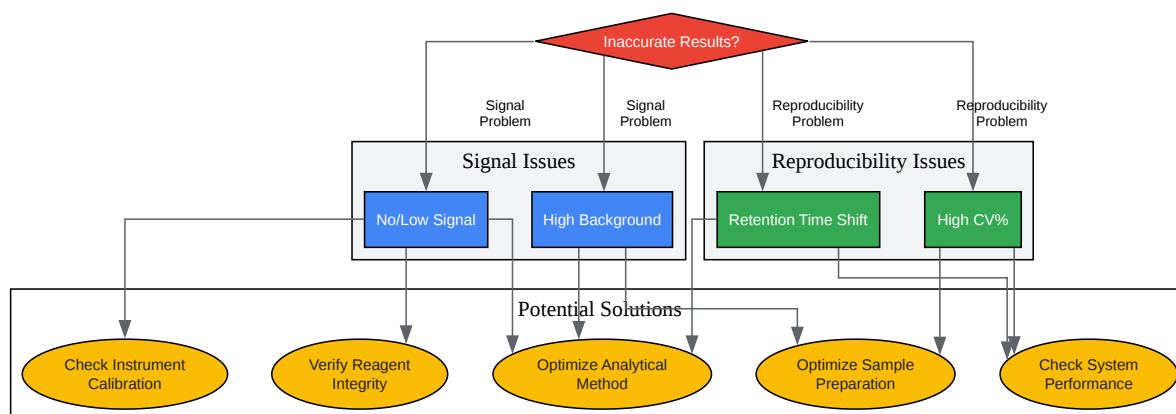 Inaccurate Results?
Signal
Problem
Signal
Problem
Reproducibility
Problem
Reproducibility
Problem
Signal Issues
Reproducibility Issues
No/Low Signal
High Background
Retention Time Shift
High CV%
Potential Solutions
Check Instrument
Calibration
Verify Reagent
Integrity
Optimize Analytical
Method
Optimize Sample
Preparation
Check System
Performance